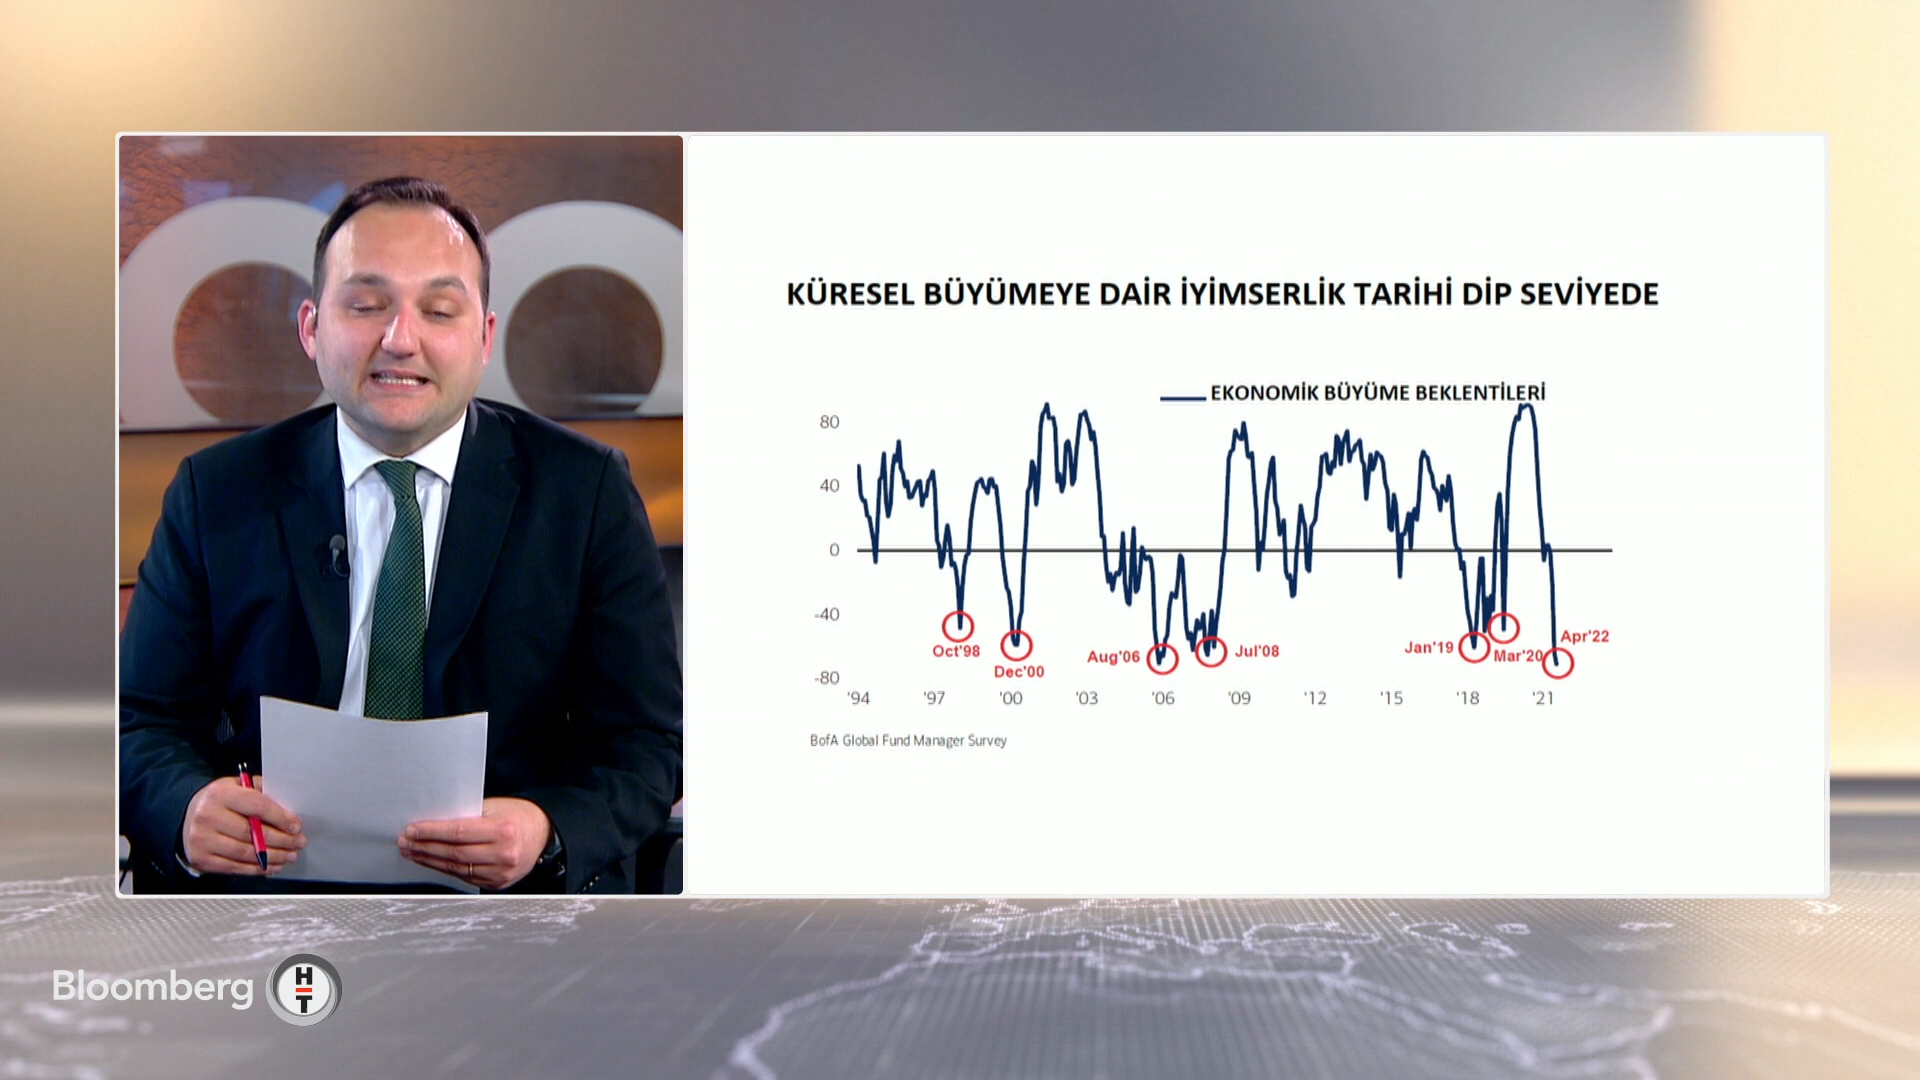 KÜRESEL BÜYÜMEYE DAİR İYİMSERLİK TARİHİ DİP SEVİYEDE
EKONOMİK BÜYÜME BEKLENTİLERİ
80
40
0
-40
-80
Oct'98
Dec'00
Aug'06
Jul'08
Jan'19
Mar'20
Apr'22
'94 '97 '00 '03 '06 '09 '12 '15 '18 '21
BofA Global Fund Manager Survey
Bloomberg HT